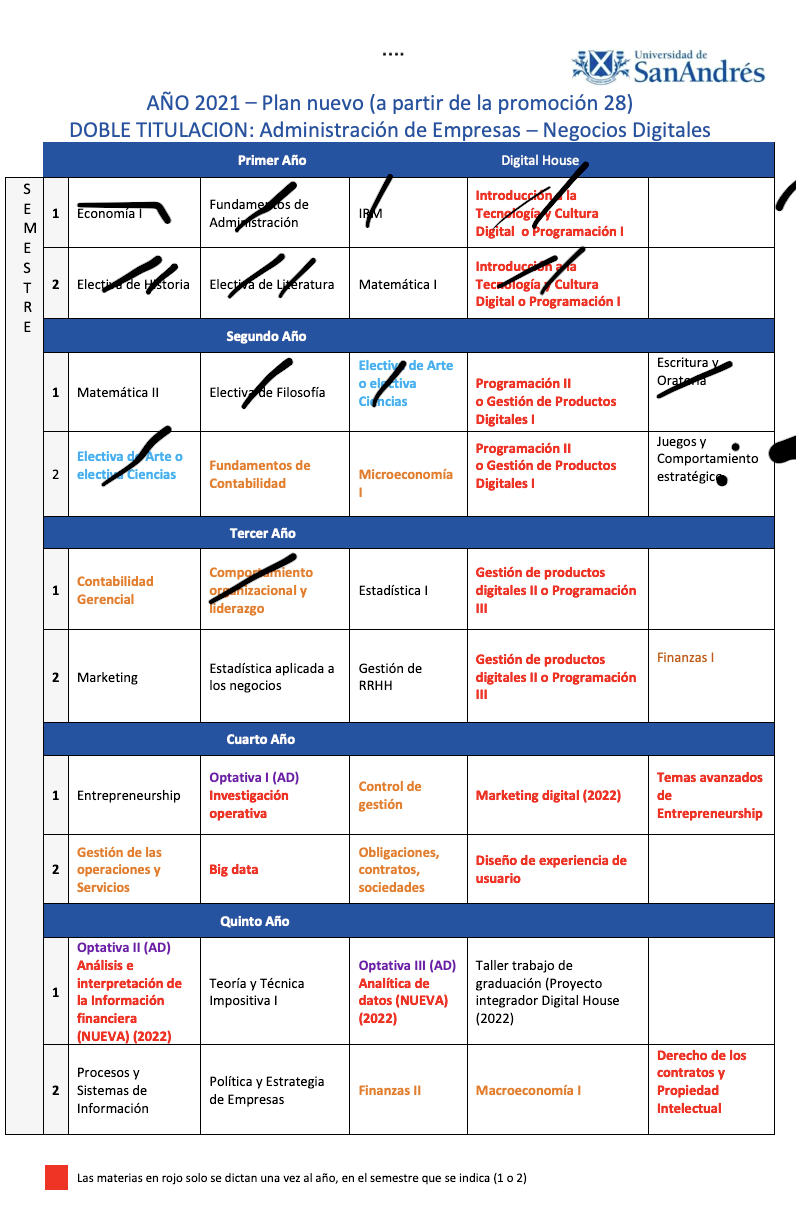 ....
Universidad de
SanAndrés
AÑO 2021 – Plan nuevo (a partir de la promoción 28)
DOBLE TITULACION: Administración de Empresas – Negocios Digitales
Primer Año
Digital House
SEMESTRE
1
Economía I
Fundamentos de
Administración
IRM
Introducción a la
Tecnología y Cultura
Digital o Programación I
2
Electiva de Historia
Electiva de Literatura
Matemática I
Introducción a la
Tecnología y Cultura
Digital o Programación I
Segundo Año
1
Matemática II
Electiva de Filosofía
Electiva de Arte
o electiva
Ciencias
Programación II
o Gestión de Productos
Digitales I
Escritura y
Oratoria
2
Electiva de Arte o
electiva Ciencias
Fundamentos de
Contabilidad
Microeconomía
I
Programación II
o Gestión de Productos
Digitales I
Juegos y
Comportamiento
estratégico
Tercer Año
1
Contabilidad
Gerencial
Comportamiento
organizacional y
liderazgo
Estadística I
Gestión de productos
digitales II o Programación
III
2
Marketing
Estadística aplicada a
los negocios
Gestión de
RRHH
Gestión de productos
digitales II o Programación
III
Finanzas I
Cuarto Año
1
Entrepreneurship
Optativa I (AD)
Investigación
operativa
Control de
gestión
Marketing digital (2022)
Temas avanzados
de
Entrepreneurship
2
Gestión de las
operaciones y
Servicios
Big data
Obligaciones,
contratos,
sociedades
Diseño de experiencia de
usuario
Quinto Año
1
Optativa II (AD)
Análisis e
interpretación de
la Información
financiera
(NUEVA) (2022)
Teoría y Técnica
Impositiva I
Optativa III (AD)
Analítica de
datos (NUEVA)
(2022)
Taller trabajo de
graduación (Proyecto
integrador Digital House
(2022)
2
Procesos y
Sistemas de
Información
Política y Estrategia
de Empresas
Finanzas II
Macroeconomía I
Derecho de los
contratos y
Propiedad
Intelectual
Las materias en rojo solo se dictan una vez al año, en el semestre que se indica (1 o 2)